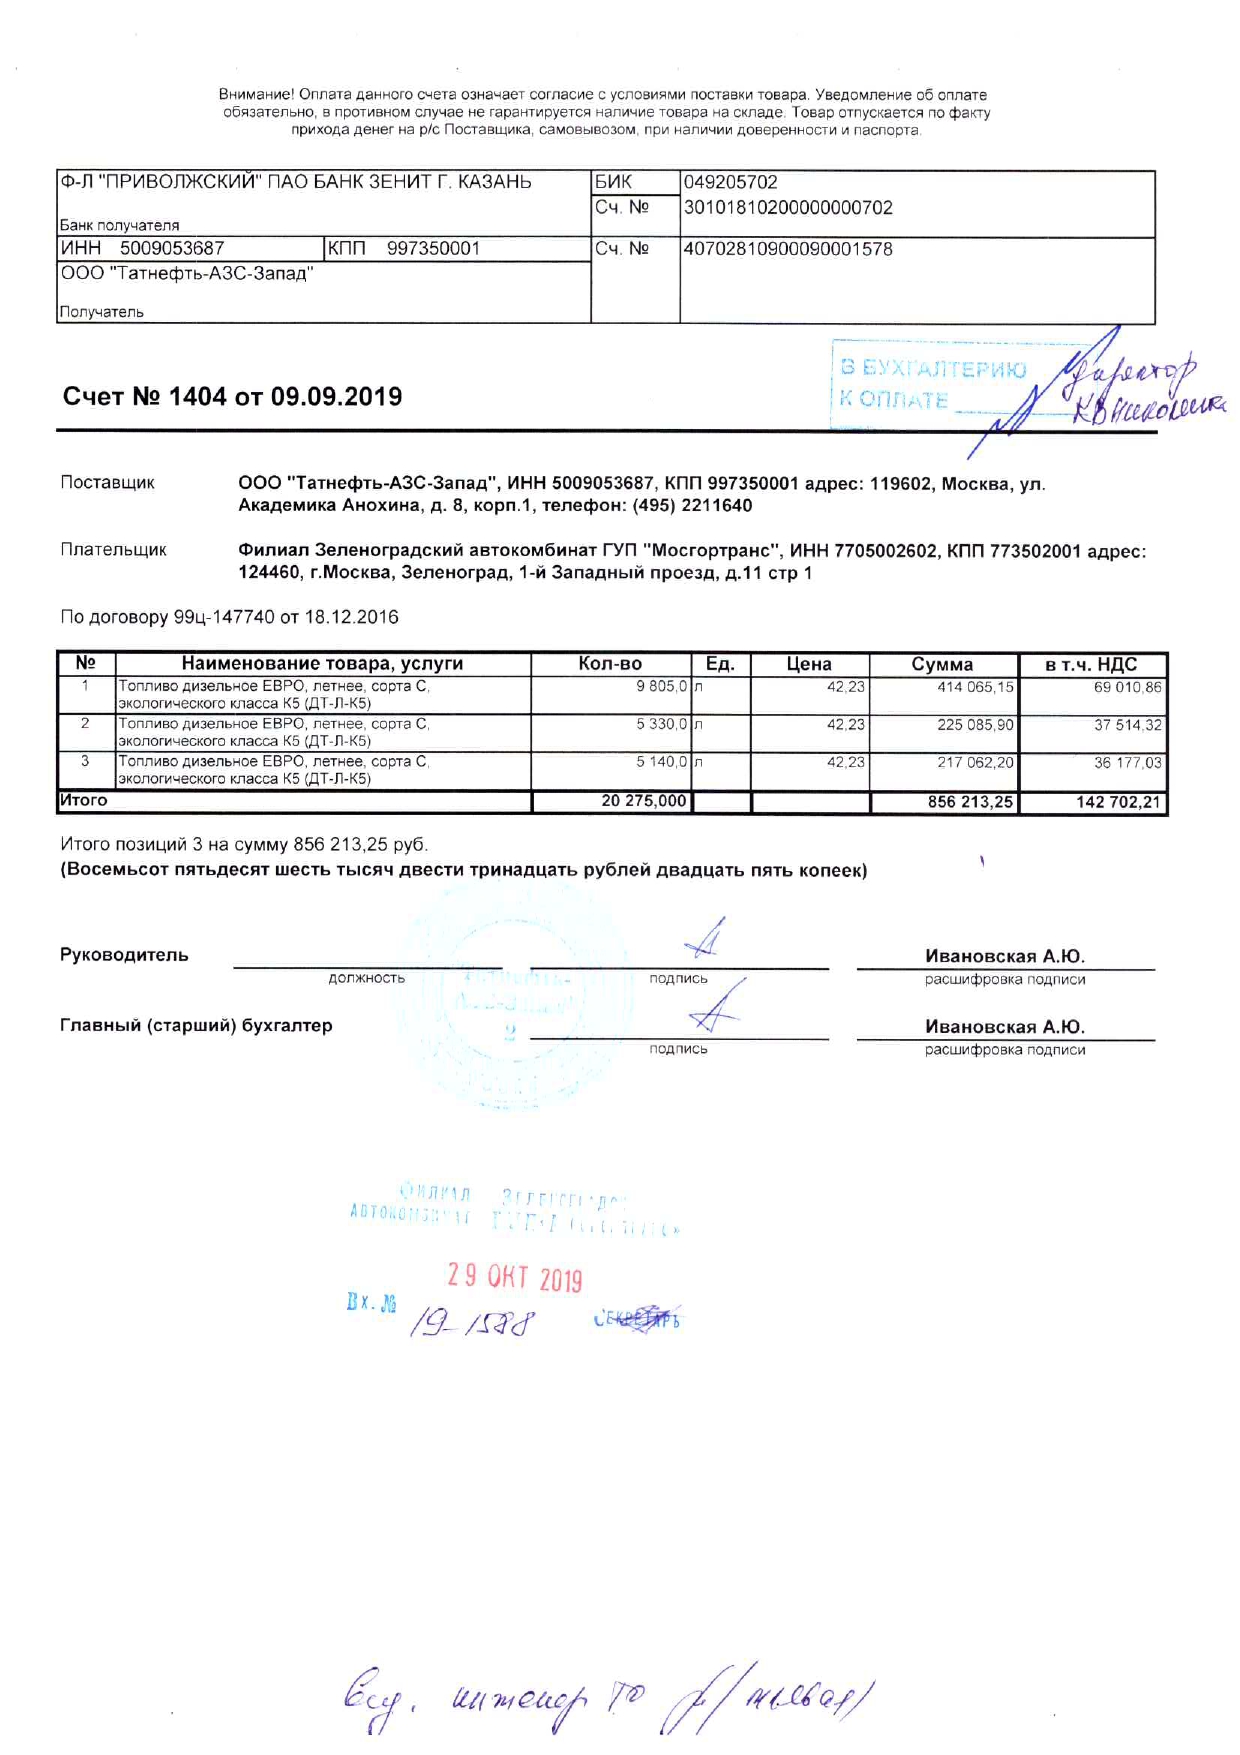 Внимание! Оплата данного счета означает согласие с условиями поставки товара. Уведомление об оплате
обязательно, в противном случае не гарантируется наличие товара на складе. Товар отпускается по факту
прихода денег на р/с Поставщика, самовывозом, при наличии доверенности и паспорта.
Ф-Л "ПРИВОЛЖСКИЙ" ПАО БАНК ЗЕНИТ Г. КАЗАНЬ БИК 049205702
Сч. № 30101810200000000702
Банк получателя
ИНН 5009053687 КПП 997350001 Сч. № 40702810900090001578
ООО "Татнефть-АЗС-Запад"
Получатель
В БУХГАЛТЕРИЮ
К ОПЛАТЕ
директор
Счет № 1404 от 09.09.2019
Поставщик ООО "Татнефть-АЗС-Запад", ИНН 5009053687, КПП 997350001 адрес: 119602, Москва, ул.
Академика Анохина, д. 8, корп.1, телефон: (495) 2211640
Плательщик Филиал Зеленоградский автокомбинат ГУП "Мосгортранс", ИНН 7705002602, КПП 773502001 адрес:
124460, г.Москва, Зеленоград, 1-й Западный проезд, д.11 стр 1
По договору 99ц-147740 от 18.12.2016
№ Наименование товара, услуги Кол-во Ед. Цена Сумма в т.ч. НДС
1 Топливо дизельное ЕВРО, летнее, сорта С, 9 805,0 л 42,23 414 065,15 69 010,86
экологического класса К5 (ДТ-Л-К5)
2 Топливо дизельное ЕВРО, летнее, сорта С, 5 330,0 л 42,23 225 085,90 37 514,32
экологического класса К5 (ДТ-Л-К5)
3 Топливо дизельное ЕВРО, летнее, сорта С, 5 140,0 л 42,23 217 062,20 36 177,03
экологического класса К5 (ДТ-Л-К5)
Итого 20 275,000 856 213,25 142 702,21
Итого позиций 3 на сумму 856 213,25 руб.
(Восемьсот пятьдесят шесть тысяч двести тринадцать рублей двадцать пять копеек)
Руководитель Ивановская А.Ю.
должность подпись расшифровка подписи
Главный (старший) бухгалтер Ивановская А.Ю.
подпись расшифровка подписи
ФИЛИАЛ
29 ОКТ 2019
Вх. № 19-1588
СЕКРЕТАРЬ
Вед. инженер ТО